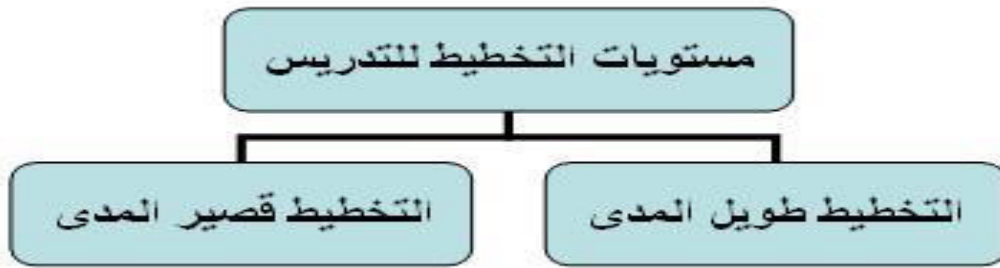 مستويات التخطيط للتدريس
التخطيط طويل المدى
التخطيط قصير المدى